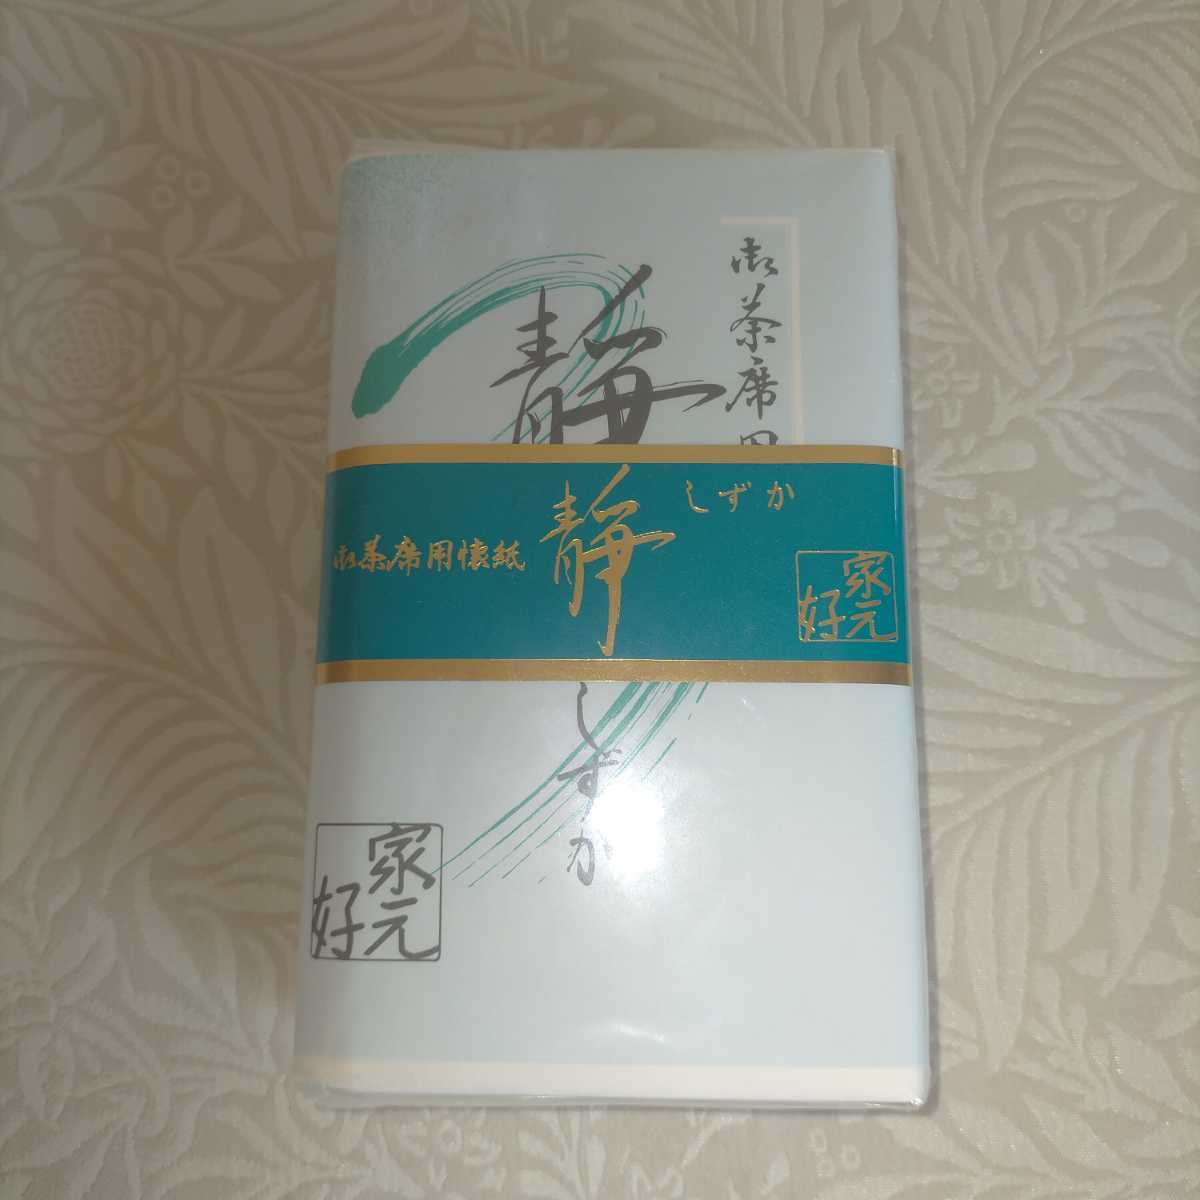 御茶席用
静
しずか
御茶席用懐紙
静
しずか
家元好
家元好